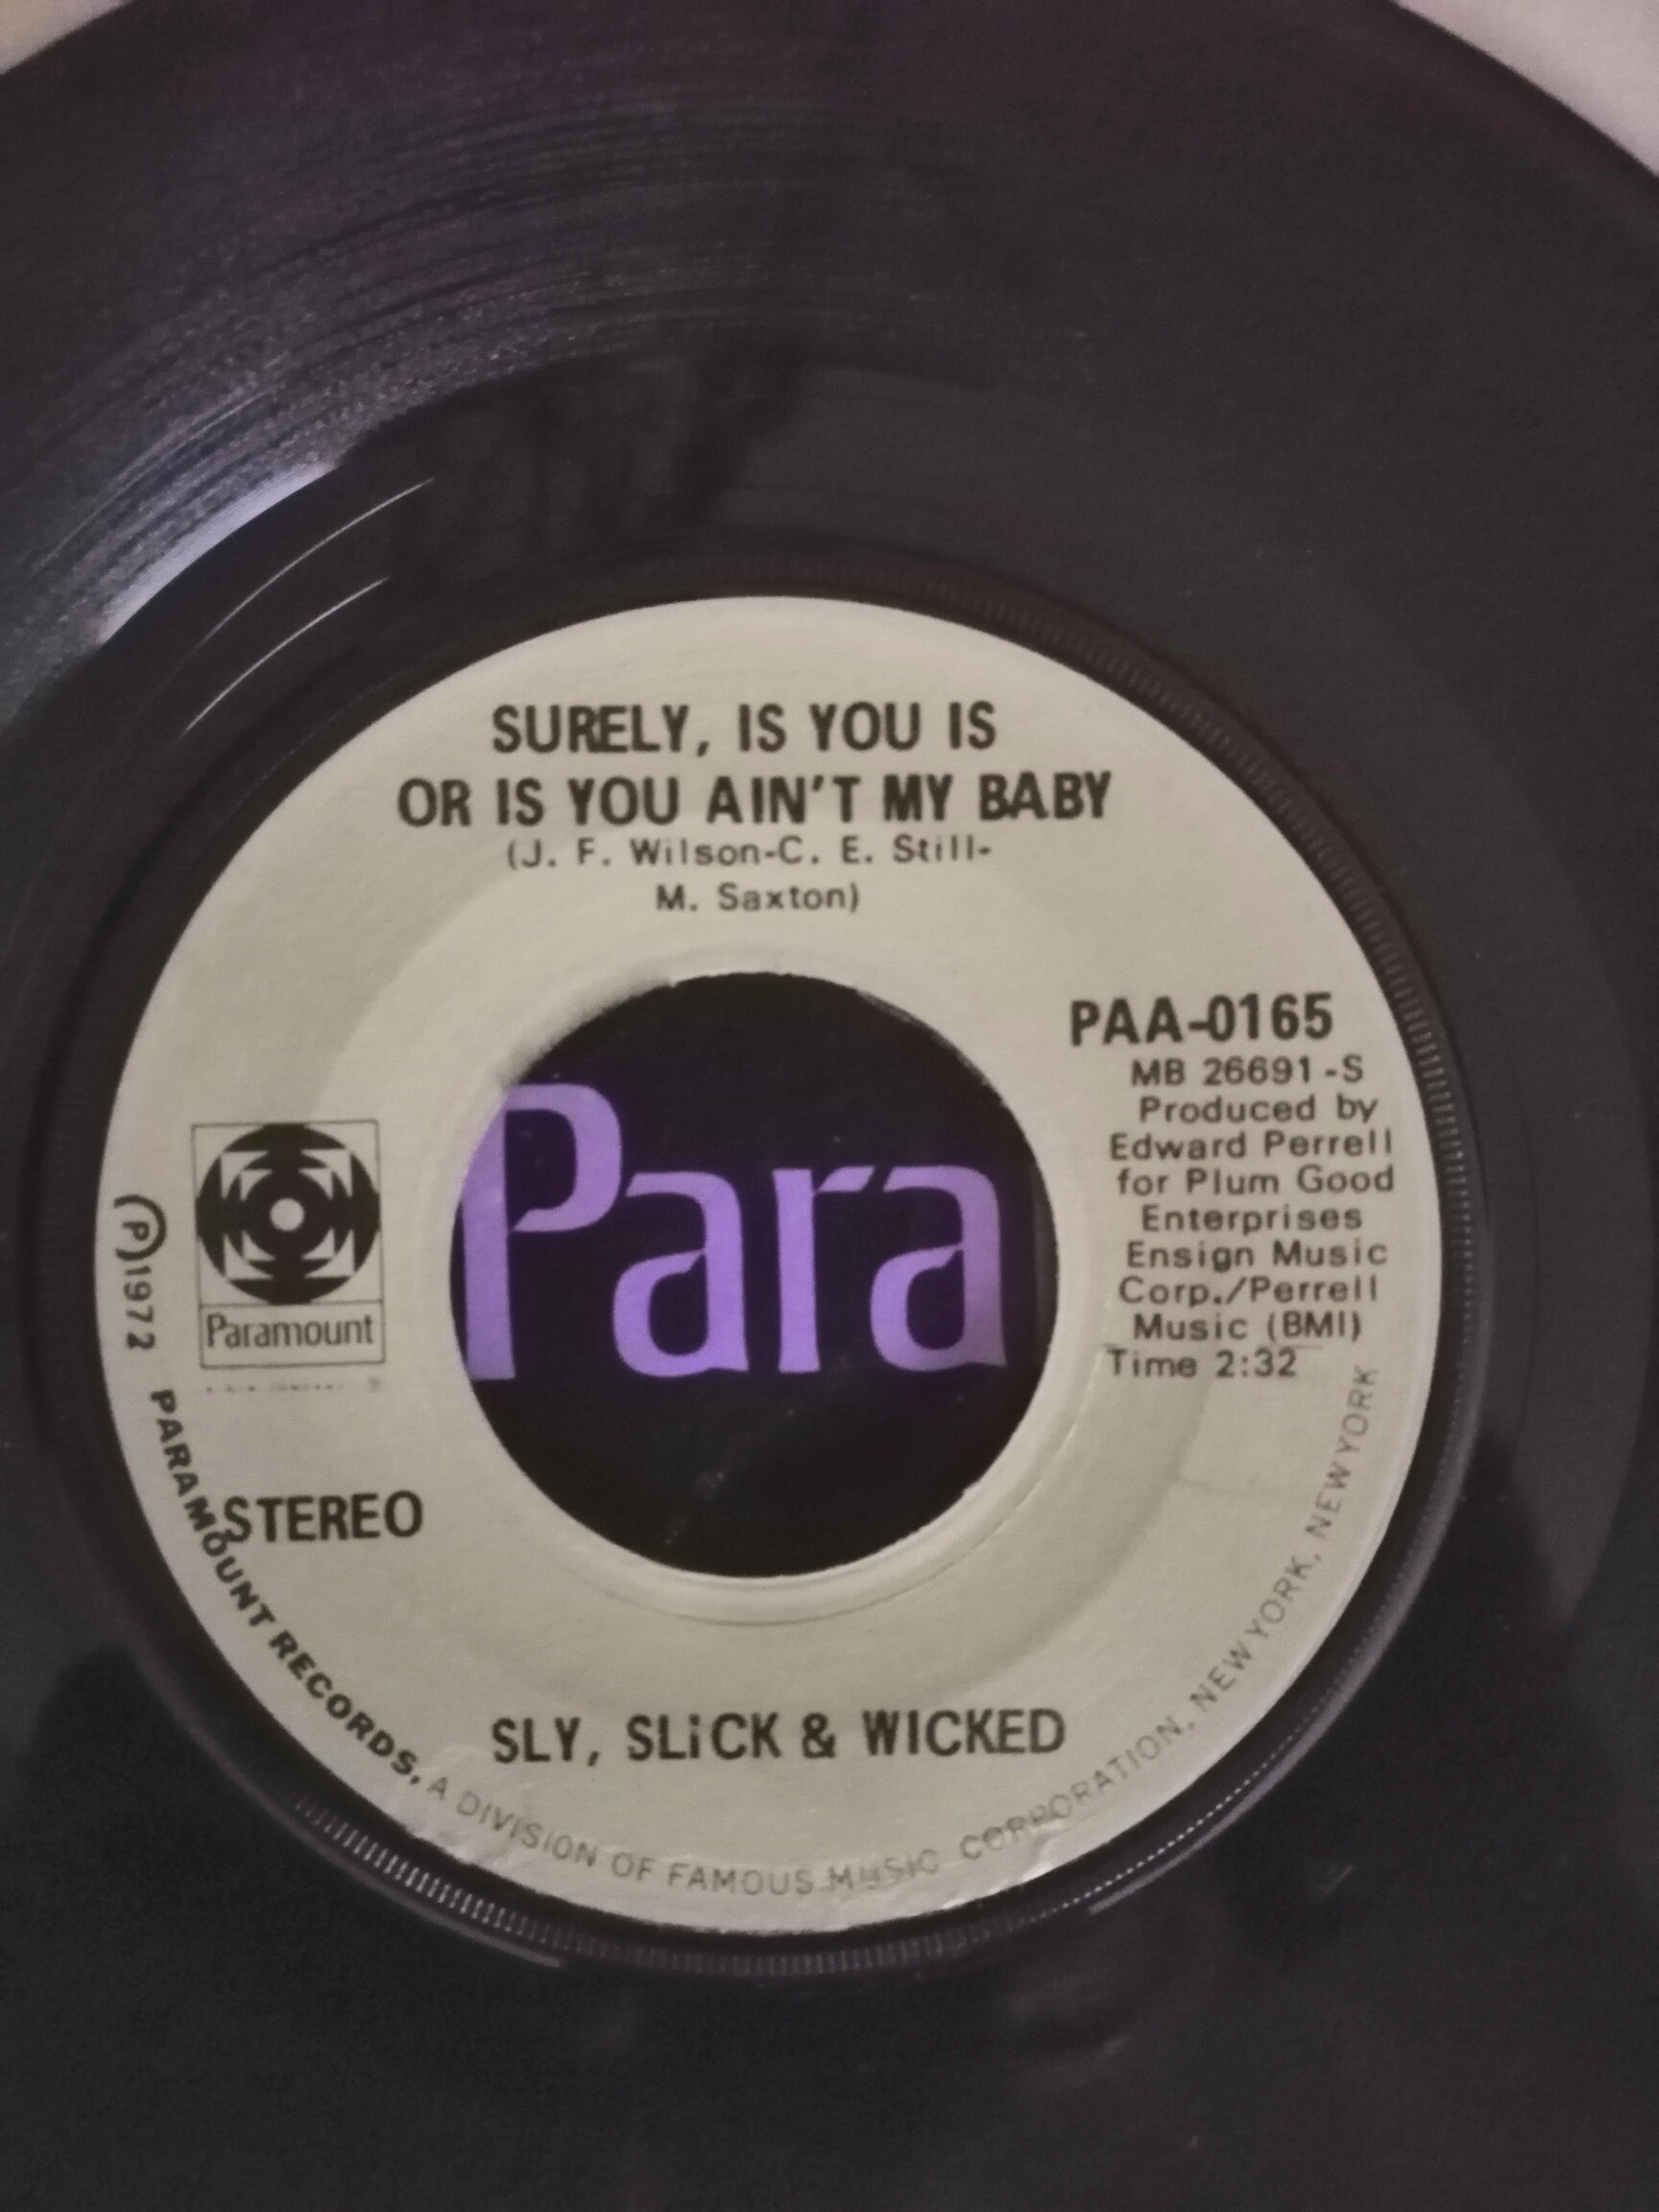 SURELY, IS YOU IS
OR IS YOU AIN'T MY BABY
(J. F. Wilson-C. E. Still-
M. Saxton)
PAA-0165
MB 26691-S
Produced by
Edward Perrell
for Plum Good
Enterprises
Ensign Music
Corp./Perrell
Music (BMI)
Time 2:32
Para
Paramount
STEREO
SLY, SLiCK & WICKED
(P)1972 PARAMOUNT RECORDS, A DIVISION OF FAMOUS MUSIC CORPORATION, NEW YORK, NEW YORK